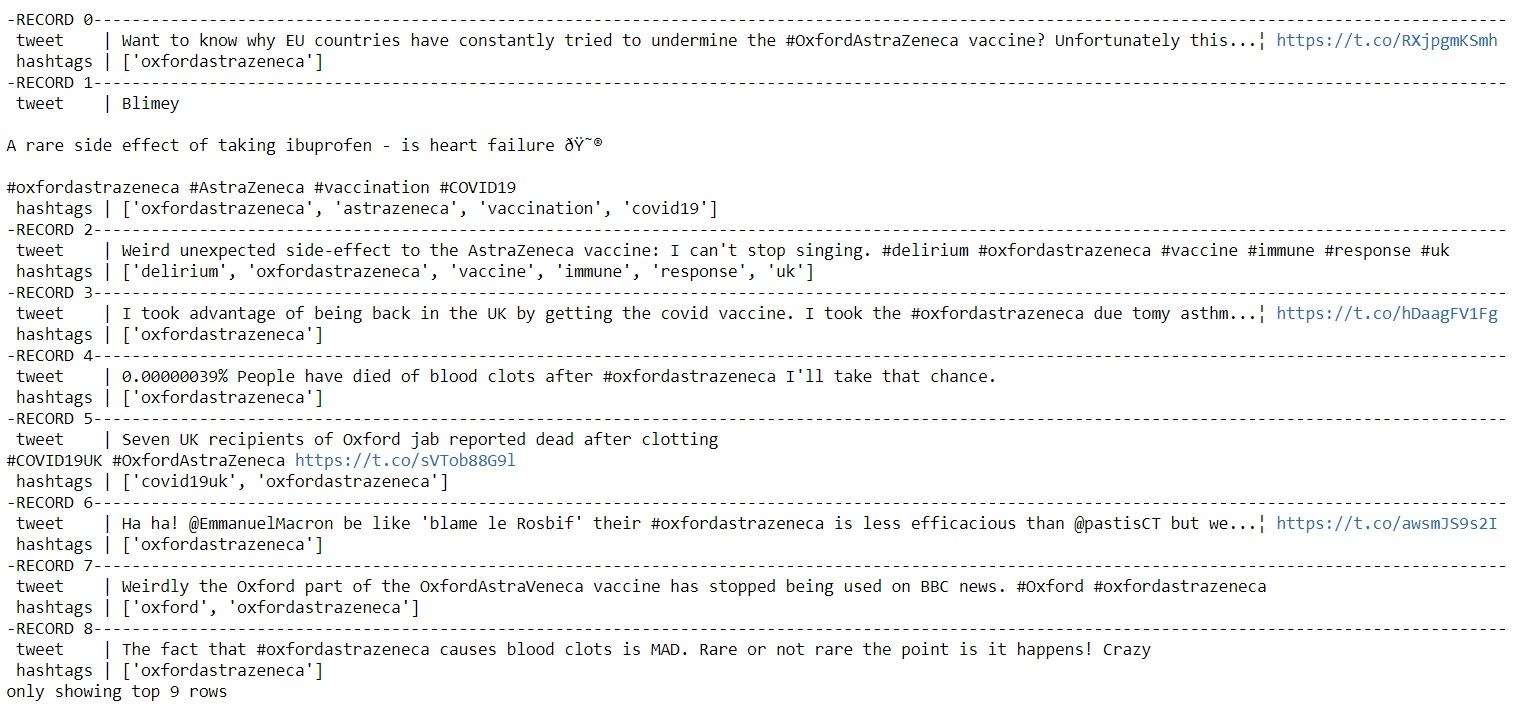 -RECORD 0------------------------------------------------------------------------------------------------------------------------------------------------------------------
 tweet    | Want to know why EU countries have constantly tried to undermine the #OxfordAstraZeneca vaccine? Unfortunately this...¦ https://t.co/RXjpgmKSmh
 hashtags | ['oxfordastrazeneca']
-RECORD 1------------------------------------------------------------------------------------------------------------------------------------------------------------------
 tweet    | Blimey
A rare side effect of taking ibuprofen - is heart failure ðŸ˜®
#oxfordastrazeneca #AstraZeneca #vaccination #COVID19
 hashtags | ['oxfordastrazeneca', 'astrazeneca', 'vaccination', 'covid19']
-RECORD 2------------------------------------------------------------------------------------------------------------------------------------------------------------------
 tweet    | Weird unexpected side-effect to the AstraZeneca vaccine: I can't stop singing. #delirium #oxfordastrazeneca #vaccine #immune #response #uk
 hashtags | ['delirium', 'oxfordastrazeneca', 'vaccine', 'immune', 'response', 'uk']
-RECORD 3------------------------------------------------------------------------------------------------------------------------------------------------------------------
 tweet    | I took advantage of being back in the UK by getting the covid vaccine. I took the #oxfordastrazeneca due tomy asthm...¦ https://t.co/hDaagFV1Fg
 hashtags | ['oxfordastrazeneca']
-RECORD 4------------------------------------------------------------------------------------------------------------------------------------------------------------------
 tweet    | 0.00000039% People have died of blood clots after #oxfordastrazeneca I'll take that chance.
 hashtags | ['oxfordastrazeneca']
-RECORD 5------------------------------------------------------------------------------------------------------------------------------------------------------------------
 tweet    | Seven UK recipients of Oxford jab reported dead after clotting
#COVID19UK #OxfordAstraZeneca https://t.co/sVTob88G9l
 hashtags | ['covid19uk', 'oxfordastrazeneca']
-RECORD 6------------------------------------------------------------------------------------------------------------------------------------------------------------------
 tweet    | Ha ha! @EmmanuelMacron be like 'blame le Rosbif' their #oxfordastrazeneca is less efficacious than @pastisCT but we...¦ https://t.co/awsmJS9s2I
 hashtags | ['oxfordastrazeneca']
-RECORD 7------------------------------------------------------------------------------------------------------------------------------------------------------------------
 tweet    | Weirdly the Oxford part of the OxfordAstraVeneca vaccine has stopped being used on BBC news. #Oxford #oxfordastrazeneca
 hashtags | ['oxford', 'oxfordastrazeneca']
-RECORD 8------------------------------------------------------------------------------------------------------------------------------------------------------------------
 tweet    | The fact that #oxfordastrazeneca causes blood clots is MAD. Rare or not rare the point is it happens! Crazy
 hashtags | ['oxfordastrazeneca']
only showing top 9 rows